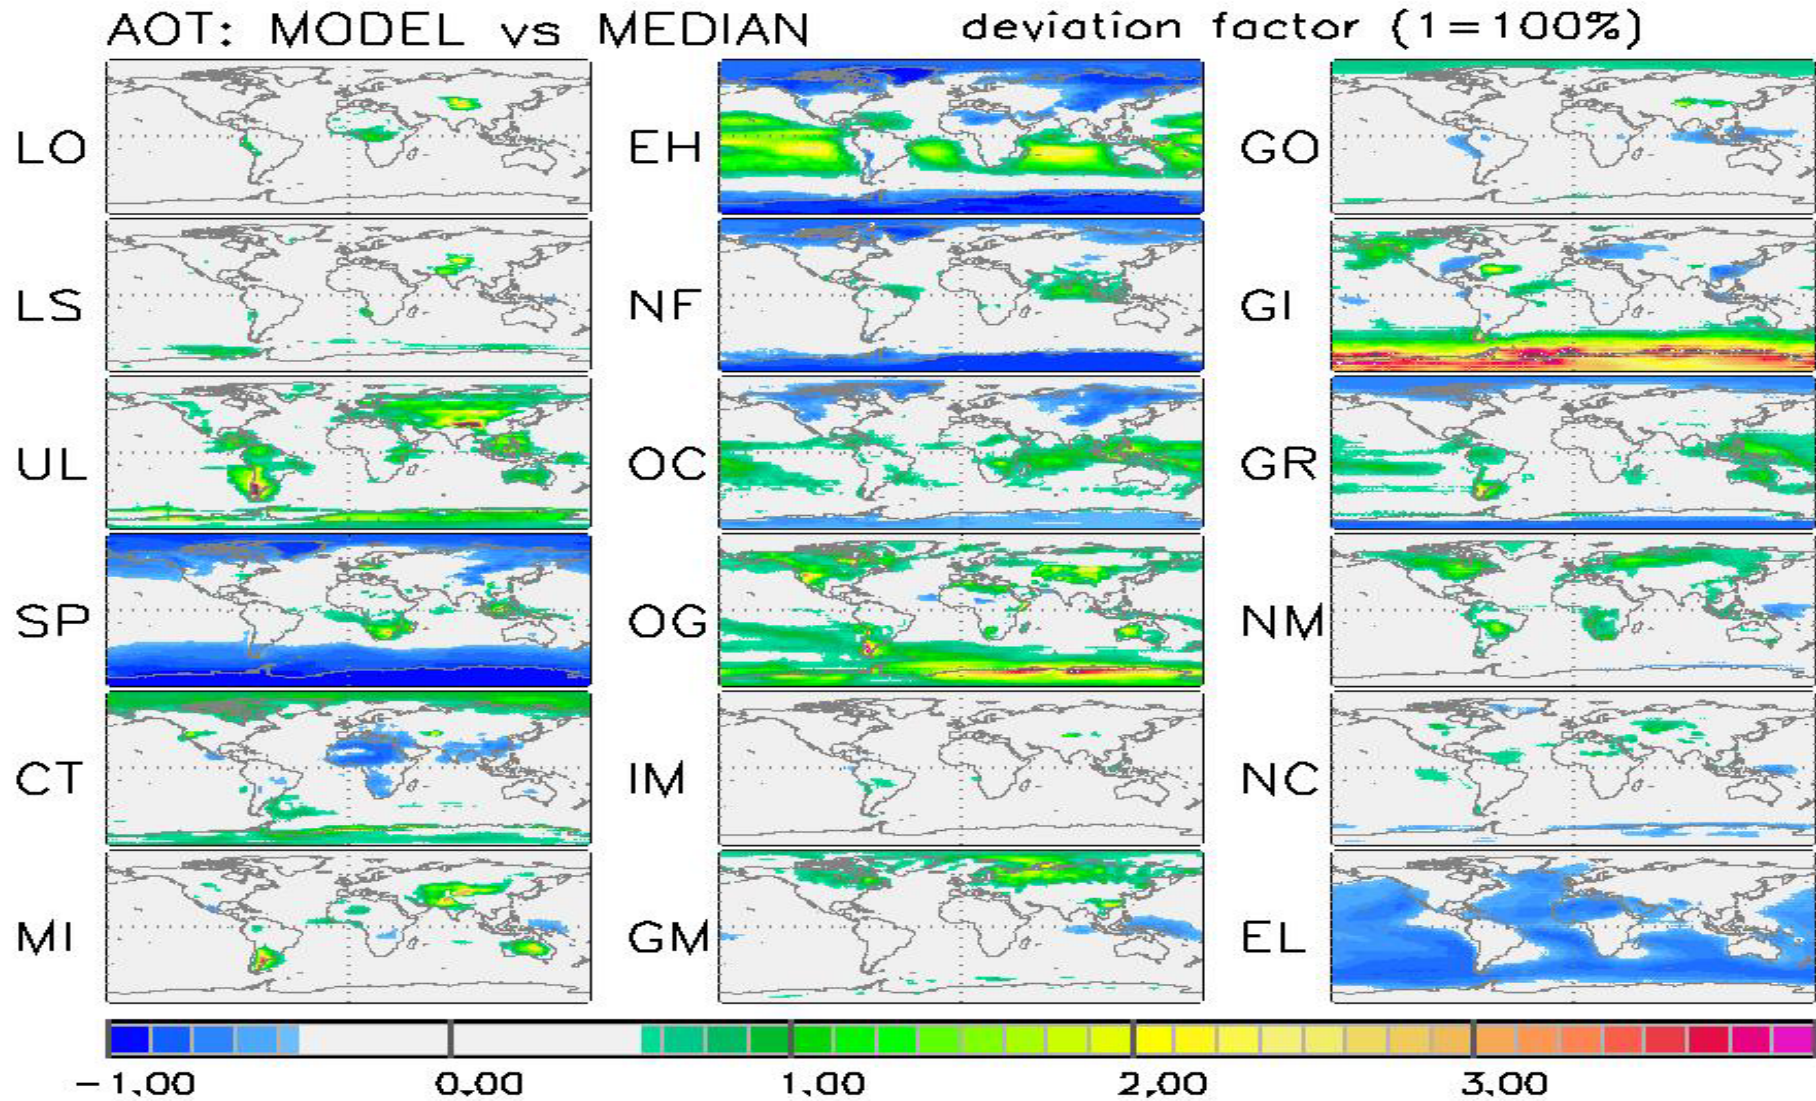 AOT: MODEL vs MEDIAN deviation factor (1=100%)
LO EH GO
LS NF GI
UL OC GR
SP OG NM
CT IM NC
MI GM EL
-1.00 0.00 1.00 2.00 3.00